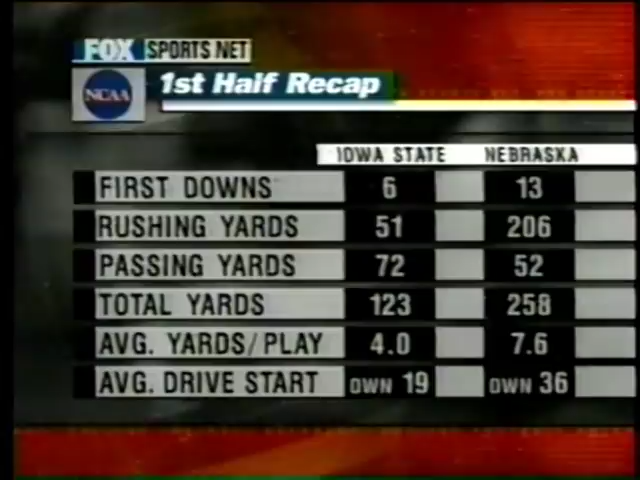 FOX SPORTS NET
NCAA
1st Half Recap
IOWA STATE NEBRASKA
FIRST DOWNS 6 13
RUSHING YARDS 51 206
PASSING YARDS 72 52
TOTAL YARDS 123 258
AVG. YARDS/PLAY 4.0 7.6
AVG. DRIVE START OWN 19 OWN 36